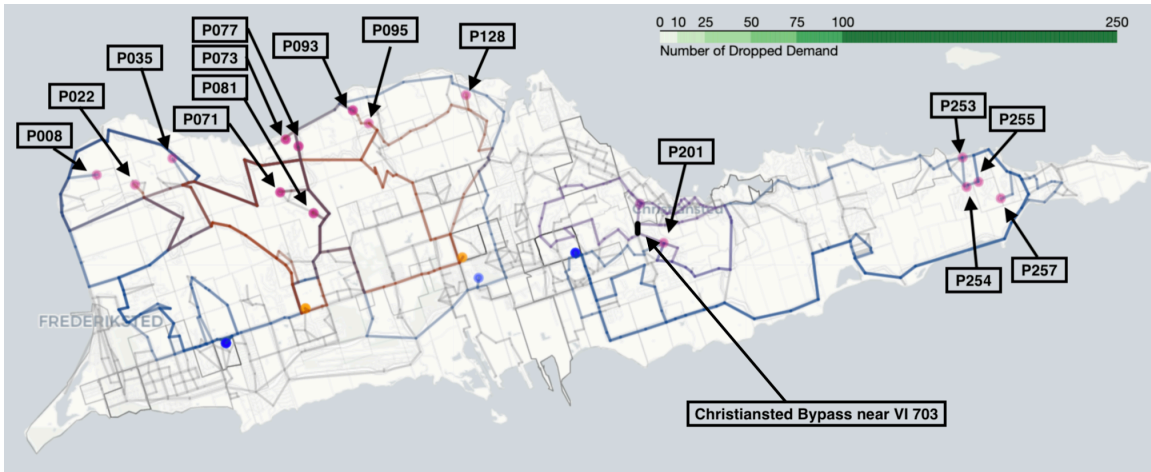 0 10 25 50 75 100 250
Number of Dropped Demand
P077
P073
P081
P071
P093
P095
P128
P035
P022
P008
P201
P253
P255
P254
P257
Christiansted
FREDERIKSTED
Christiansted Bypass near VI 703